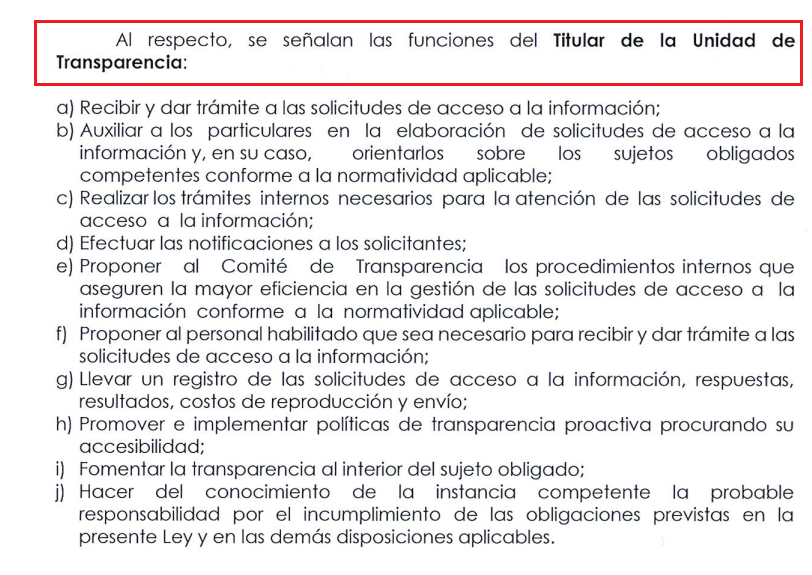 Al respecto, se señalan las funciones del Titular de la Unidad de
Transparencia:
a) Recibir y dar trámite a las solicitudes de acceso a la información;
b) Auxiliar a los particulares en la elaboración de solicitudes de acceso a la
información y, en su caso, orientarlos sobre los sujetos obligados
competentes conforme a la normatividad aplicable;
c) Realizar los trámites internos necesarios para la atención de las solicitudes de
acceso a la información;
d) Efectuar las notificaciones a los solicitantes;
e) Proponer al Comité de Transparencia los procedimientos internos que
aseguren la mayor eficiencia en la gestión de las solicitudes de acceso a la
información conforme a la normatividad aplicable;
f) Proponer al personal habilitado que sea necesario para recibir y dar trámite a las
solicitudes de acceso a la información;
g) Llevar un registro de las solicitudes de acceso a la información, respuestas,
resultados, costos de reproducción y envío;
h) Promover e implementar políticas de transparencia proactiva procurando su
accesibilidad;
i) Fomentar la transparencia al interior del sujeto obligado;
j) Hacer del conocimiento de la instancia competente la probable
responsabilidad por el incumplimiento de las obligaciones previstas en la
presente Ley y en las demás disposiciones aplicables.